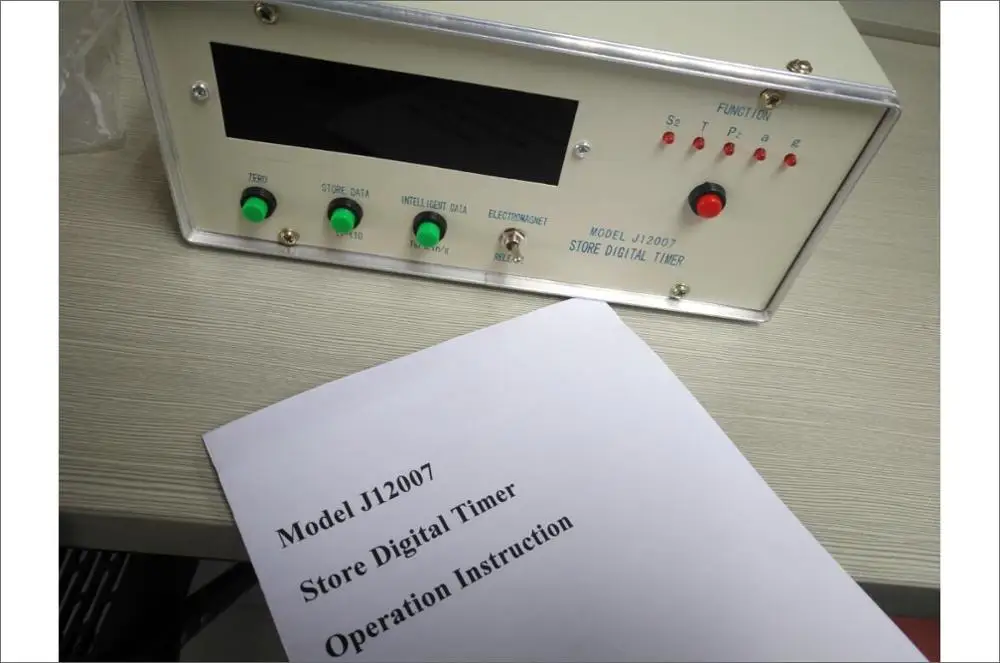 FUNCTION
S2 T Pz a g
ZERO
STORE DATA
INTELLIGENT DATA
ELECTROMAGNET
MODEL J12007
STORE DIGITAL TIMER
Model J12007
Store Digital Timer
Operation Instruction